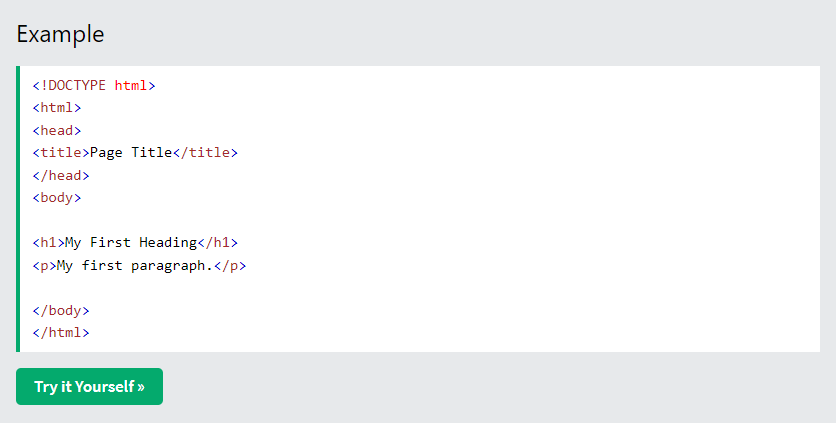 Example
<!DOCTYPE html>
<html>
<head>
<title>Page Title</title>
</head>
<body>
<h1>My First Heading</h1>
<p>My first paragraph.</p>
</body>
</html>
Try it Yourself »